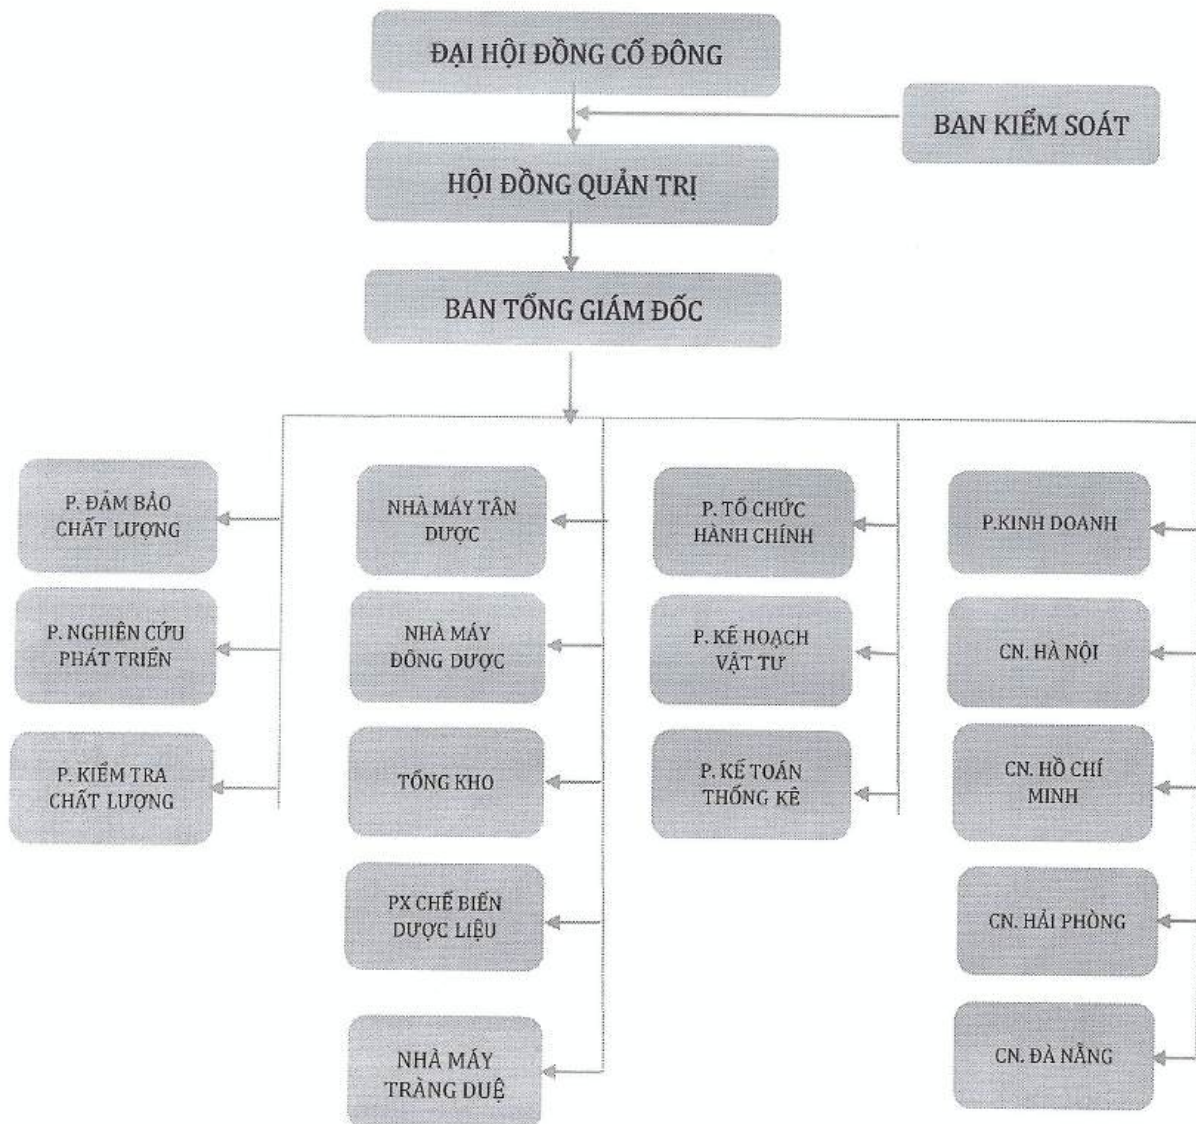 ĐẠI HỘI ĐỒNG CỔ ĐÔNG
BAN KIỂM SOÁT
HỘI ĐỒNG QUẢN TRỊ
BAN TỔNG GIÁM ĐỐC
P. ĐẢM BẢO
CHẤT LƯỢNG
P. NGHIÊN CỨU
PHÁT TRIỂN
P. KIỂM TRA
CHẤT LƯỢNG
NHÀ MÁY TÂN
DƯỢC
NHÀ MÁY
ĐÔNG DƯỢC
TỔNG KHO
PX CHẾ BIẾN
DƯỢC LIỆU
NHÀ MÁY
TRÀNG DUỆ
P. TỔ CHỨC
HÀNH CHÍNH
P. KẾ HOẠCH
VẬT TƯ
P. KẾ TOÁN
THỐNG KÊ
P.KINH DOANH
CN. HÀ NỘI
CN. HỒ CHÍ
MINH
CN. HẢI PHÒNG
CN. ĐÀ NẴNG